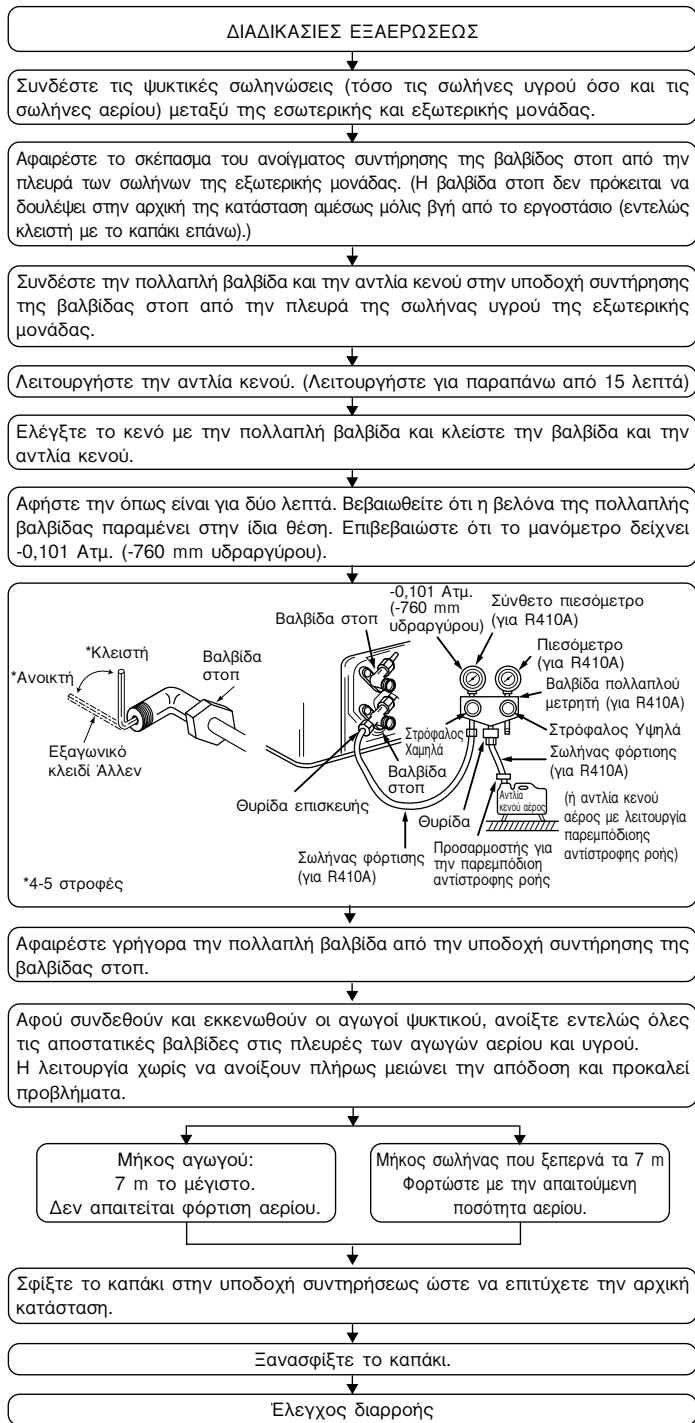 ΔΙΑΔΙΚΑΣΙΕΣ ΕΞΑΕΡΩΣΕΩΣ
Συνδέστε τις ψυκτικές σωληνώσεις (τόσο τις σωλήνες υγρού όσο και τις
σωλήνες αερίου) μεταξύ της εσωτερικής και εξωτερικής μονάδας.
Αφαιρέστε το σκέπασμα του ανοίγματος συντήρησης της βαλβίδος στοπ από την
πλευρά των σωλήνων της εξωτερικής μονάδας. (Η βαλβίδα στοπ δεν πρόκειται να
δουλέψει στην αρχική της κατάσταση αμέσως μόλις βγή από το εργοστάσιο (εντελώς
κλειστή με το καπάκι επάνω).)
Συνδέστε την πολλαπλή βαλβίδα και την αντλία κενού στην υποδοχή συντήρησης
της βαλβίδας στοπ από την πλευρά της σωλήνας υγρού της εξωτερικής
μονάδας.
Λειτουργήστε την αντλία κενού. (Λειτουργήστε για παραπάνω από 15 λεπτά)
Ελέγξτε το κενό με την πολλαπλή βαλβίδα και κλείστε την βαλβίδα και την
αντλία κενού.
Αφήστε την όπως είναι για δύο λεπτά. Βεβαιωθείτε ότι η βελόνα της πολλαπλής
βαλβίδας παραμένει στην ίδια θέση. Επιβεβαιώστε ότι το μανόμετρο δείχνει
-0,101 Ατμ. (-760 mm υδραργύρου).
*Κλειστή
*Ανοικτή
Εξαγωνικό
κλειδί Άλλεν
Βαλβίδα
στοπ
*4-5 στροφές
Βαλβίδα στοπ
-0,101 Ατμ.
(-760 mm
υδραργύρου)
Σύνθετο πιεσόμετρο
(για R410A)
Πιεσόμετρο
(για R410A)
Βαλβίδα πολλαπλού
μετρητή (για R410A)
Στρόφαλος
Χαμηλά
Στρόφαλος Υψηλά
Σωλήνας φόρτιοης
(για R410A)
Βαλβίδα
στοπ
Θυρίδα επισκευής
Αντλία
κενού αέρος
Θυρίδα
(ή αντλία κενού
αέρος με λειτουργία
παρεμπόδιοης
αντίστροφης ροής)
Σωλήνας φόρτισης
(για R410A)
Προσαρμοστής για
την παρεμπόδιοη
αντίστροφης ροής
Αφαιρέστε γρήγορα την πολλαπλή βαλβίδα από την υποδοχή συντήρησης της
βαλβίδας στοπ.
Αφού συνδεθούν και εκκενωθούν οι αγωγοί ψυκτικού, ανοίξτε εντελώς όλες
τις αποστατικές βαλβίδες στις πλευρές των αγωγών αερίου και υγρού.
Η λειτουργία χωρίς να ανοίξουν πλήρως μειώνει την απόδοση και προκαλεί
προβλήματα.
Μήκος αγωγού:
7 m το μέγιστο.
Δεν απαιτείται φόρτιση αερίου.
Μήκος σωλήνας που ξεπερνά τα 7 m
Φορτώστε με την απαιτούμενη
ποσότητα αερίου.
Σφίξτε το καπάκι στην υποδοχή συντηρήσεως ώστε να επιτύχετε την αρχική
κατάσταση.
Ξανασφίξτε το καπάκι.
Έλεγχος διαρροής